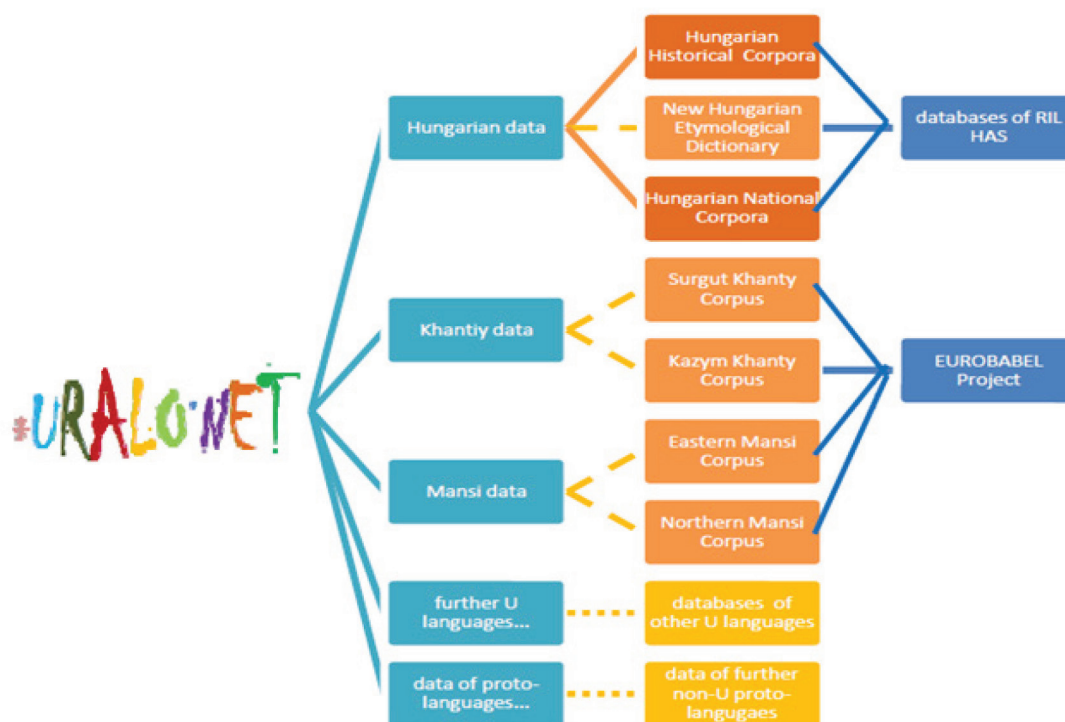 *URALO·NET
Hungarian data
Khantiy data
Mansi data
further U
languages...
data of proto-
languages...
Hungarian
Historical Corpora
New Hungarian
Etymological
Dictionary
Hungarian National
Corpora
Surgut Khanty
Corpus
Kazym Khanty
Corpus
Eastern Mansi
Corpus
Northern Mansi
Corpus
databases of
other U languages
data of further
non-U proto-
langugaes
databases of RIL
HAS
EUROBABEL
Project